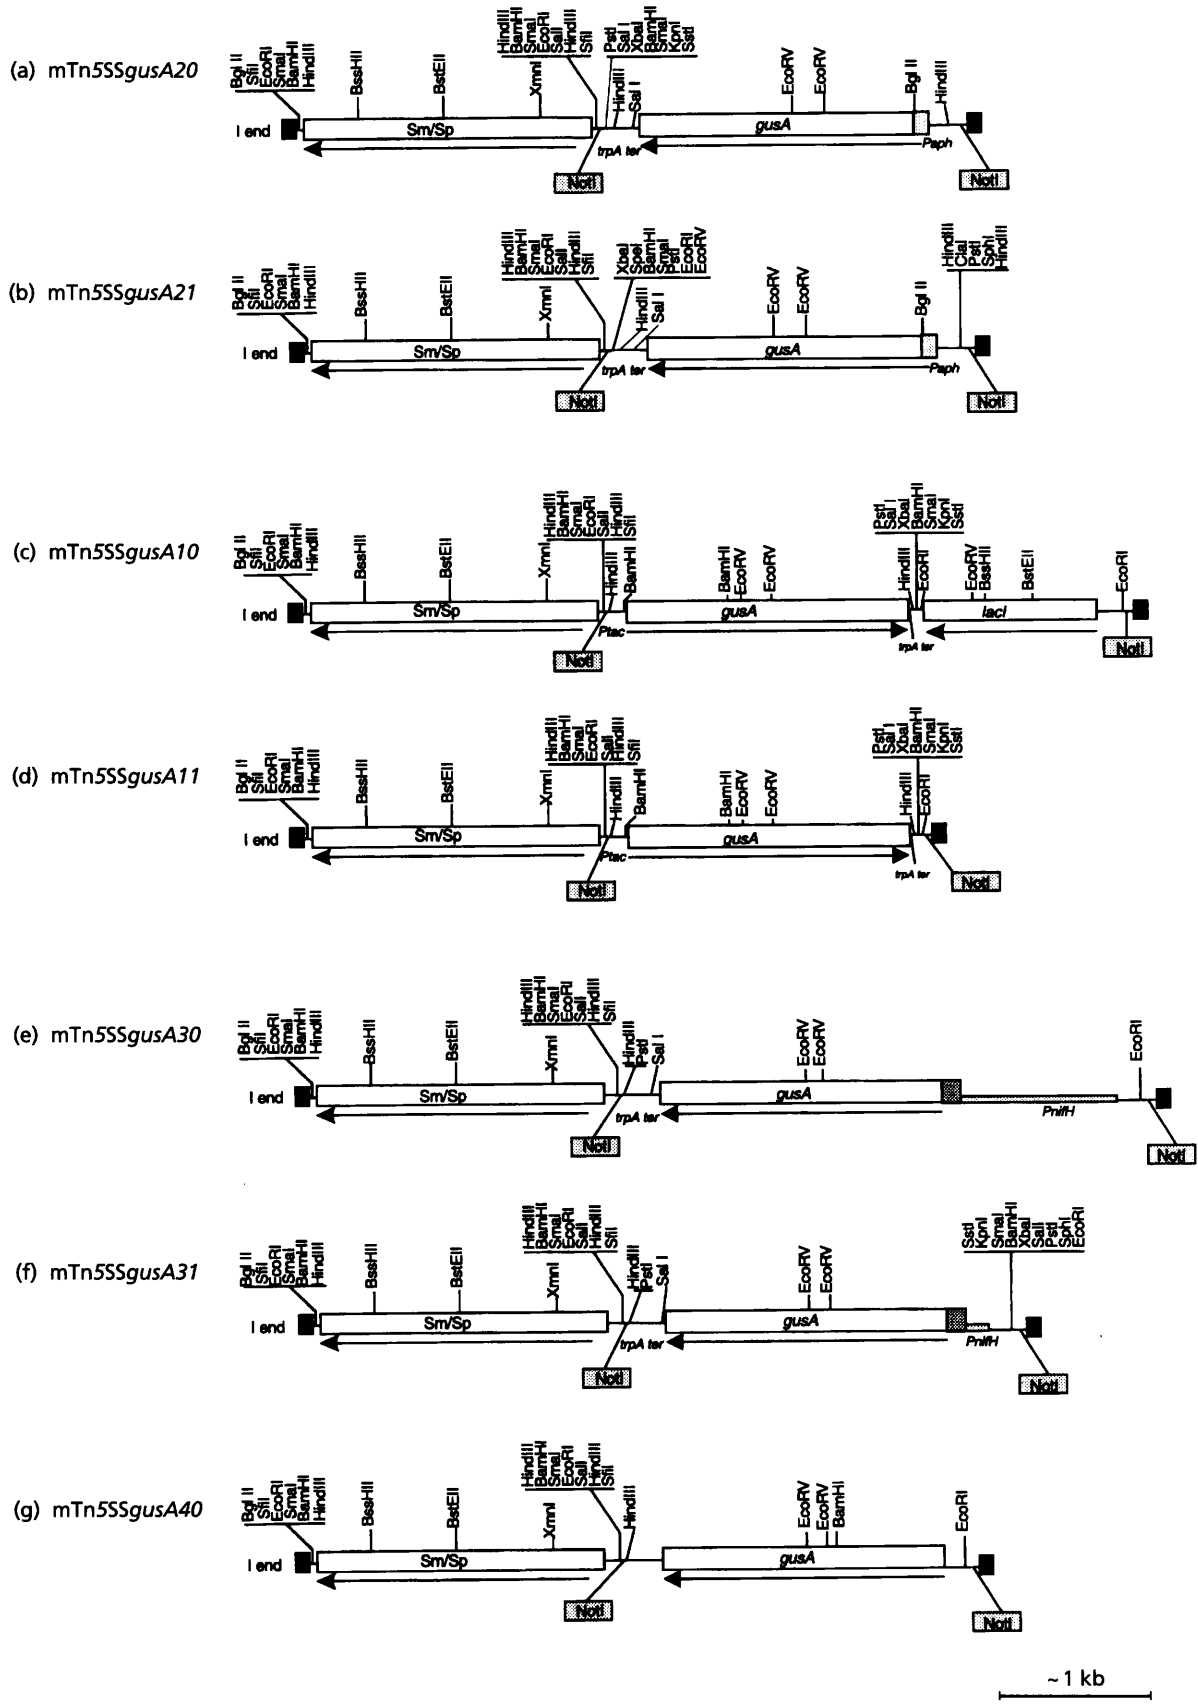 (a) mTn5SSgusA20
Bgl II
Sfil
EcoRI
SmaI
BamHI
HindIII
BssHII
BstEII
XmnI
HindIII
BamHI
SmaI
EcoRI
SalI
HindIII
SfiI
PstI
Sal I
XbaI
BamHI
SmaI
KpnI
SstI
HindIII
Sal I
EcoRV
EcoRV
Bgl II
HindIII
I end
Sm/Sp
gusA
trpA ter
Paph
NotI
NotI
(b) mTn5SSgusA21
Bgl II
SfiI
EcoRI
SmaI
BamHI
HindIII
BssHII
BstEII
XmnI
HindIII
BamHI
SmaI
EcoRI
SalI
HindIII
SfiI
XbaI
SpeI
BamHI
SmaI
PstI
EcoRI
EcoRV
HindIII
Sal I
EcoRV
EcoRV
Bgl II
HindIII
ClaI
PstI
SphI
HindIII
I end
Sm/Sp
gusA
trpA ter
Paph
NotI
NotI
(c) mTn5SSgusA10
Bgl II
SfiI
EcoRI
SmaI
BamHI
HindIII
BssHII
BstEII
XmnI
HindIII
BamHI
SmaI
EcoRI
SalI
HindIII
SfiI
HindIII
BamHI
BamHI
EcoRV
EcoRV
PstI
Sal I
XbaI
BamHI
SmaI
KpnI
SstI
HindIII
EcoRI
EcoRV
BssHII
BstEII
EcoRI
I end
Sm/Sp
gusA
lacI
Ptac
trpA ter
NotI
NotI
(d) mTn5SSgusA11
Bgl II
SfiI
EcoRI
SmaI
BamHI
HindIII
BssHII
BstEII
XmnI
HindIII
BamHI
SmaI
EcoRI
SalI
HindIII
SfiI
HindIII
BamHI
BamHI
EcoRV
EcoRV
PstI
Sal I
XbaI
BamHI
SmaI
KpnI
SstI
HindIII
EcoRI
I end
Sm/Sp
gusA
Ptac
trpA ter
NotI
NotI
(e) mTn5SSgusA30
Bgl II
SfiI
EcoRI
SmaI
BamHI
HindIII
BssHII
BstEII
XmnI
HindIII
BamHI
SmaI
EcoRI
SalI
HindIII
SfiI
HindIII
PstI
Sal I
EcoRV
EcoRV
EcoRI
I end
Sm/Sp
gusA
trpA ter
PnifH
NotI
NotI
(f) mTn5SSgusA31
Bgl II
SfiI
EcoRI
SmaI
BamHI
HindIII
BssHII
BstEII
XmnI
HindIII
BamHI
SmaI
EcoRI
SalI
HindIII
SfiI
HindIII
PstI
Sal I
EcoRV
EcoRV
SstI
KpnI
SmaI
BamHI
XbaI
SalI
PstI
SphI
EcoRI
I end
Sm/Sp
gusA
trpA ter
PnifH
NotI
NotI
(g) mTn5SSgusA40
Bgl II
SfiI
EcoRI
SmaI
BamHI
HindIII
BssHII
BstEII
XmnI
HindIII
BamHI
SmaI
EcoRI
SalI
HindIII
SfiI
HindIII
EcoRV
EcoRV
BamHI
EcoRI
I end
Sm/Sp
gusA
NotI
NotI
~ 1 kb